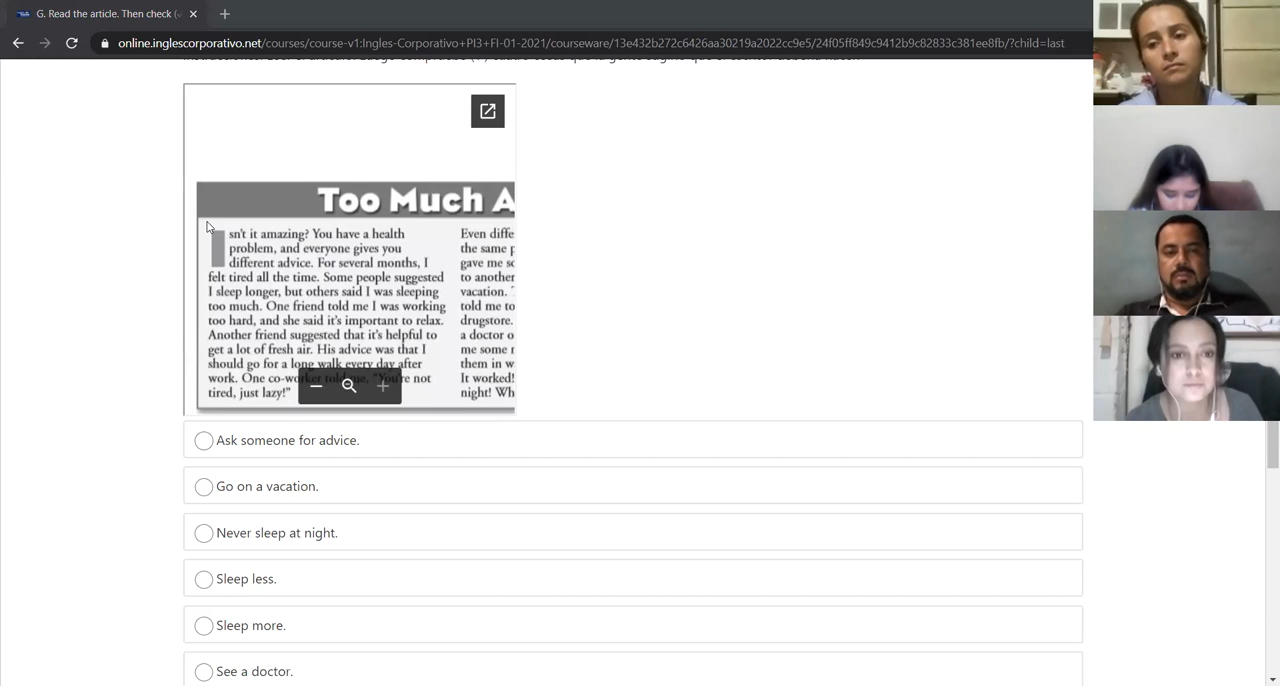 G. Read the article. Then check (
online.inglescorporativo.net/courses/course-v1:Ingles-Corporativo+PI3+FI-01-2021/courseware/13e432b272c6426aa30219a2022cc9e5/24f05ff849c9412b9c82833c381ee8fb/?child=last
Too Much A
Isn't it amazing? You have a health
problem, and everyone gives you
different advice. For several months, I
felt tired all the time. Some people suggested
I sleep longer, but others said I was sleeping
too much. One friend told me I was working
too hard, and she said it's important to relax.
Another friend suggested that it's helpful to
get a lot of fresh air. His advice was that I
should go for a long walk every day after
work. One co-worker told me, "You're not
tired, just lazy!"
Even diffe
the same p
gave me so
to another
vacation.
told me to
drugstore.
a doctor o
me some
them in w
It worked!
night! Wh
Ask someone for advice.
Go on a vacation.
Never sleep at night.
Sleep less.
Sleep more.
See a doctor.